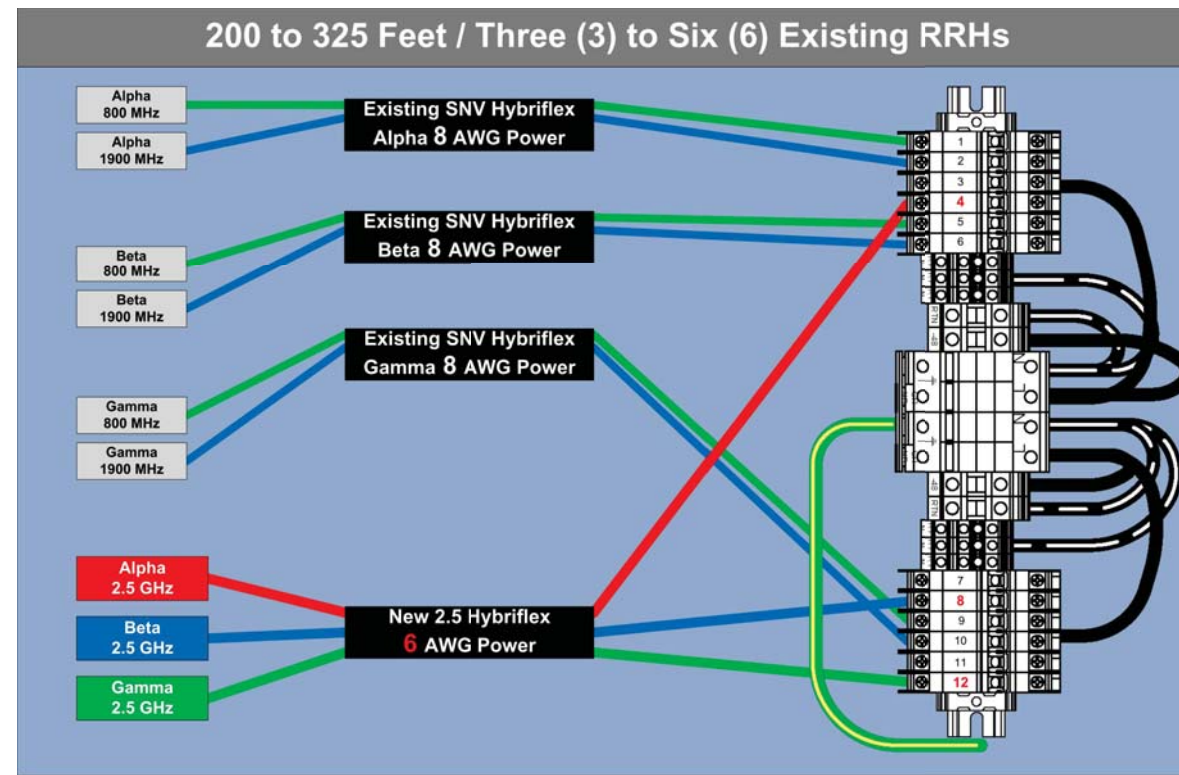 200 to 325 Feet / Three (3) to Six (6) Existing RRHs
Alpha
800 MHz
Alpha
1900 MHz
Existing SNV Hybriflex
Alpha 8 AWG Power
Beta
800 MHz
Beta
1900 MHz
Existing SNV Hybriflex
Beta 8 AWG Power
Gamma
800 MHz
Gamma
1900 MHz
Existing SNV Hybriflex
Gamma 8 AWG Power
Alpha
2.5 GHz
Beta
2.5 GHz
Gamma
2.5 GHz
New 2.5 Hybriflex
6 AWG Power
1
2
3
4
5
6
RTN
-48
N
L
N
L
-48
RTN
7
8
9
10
11
12